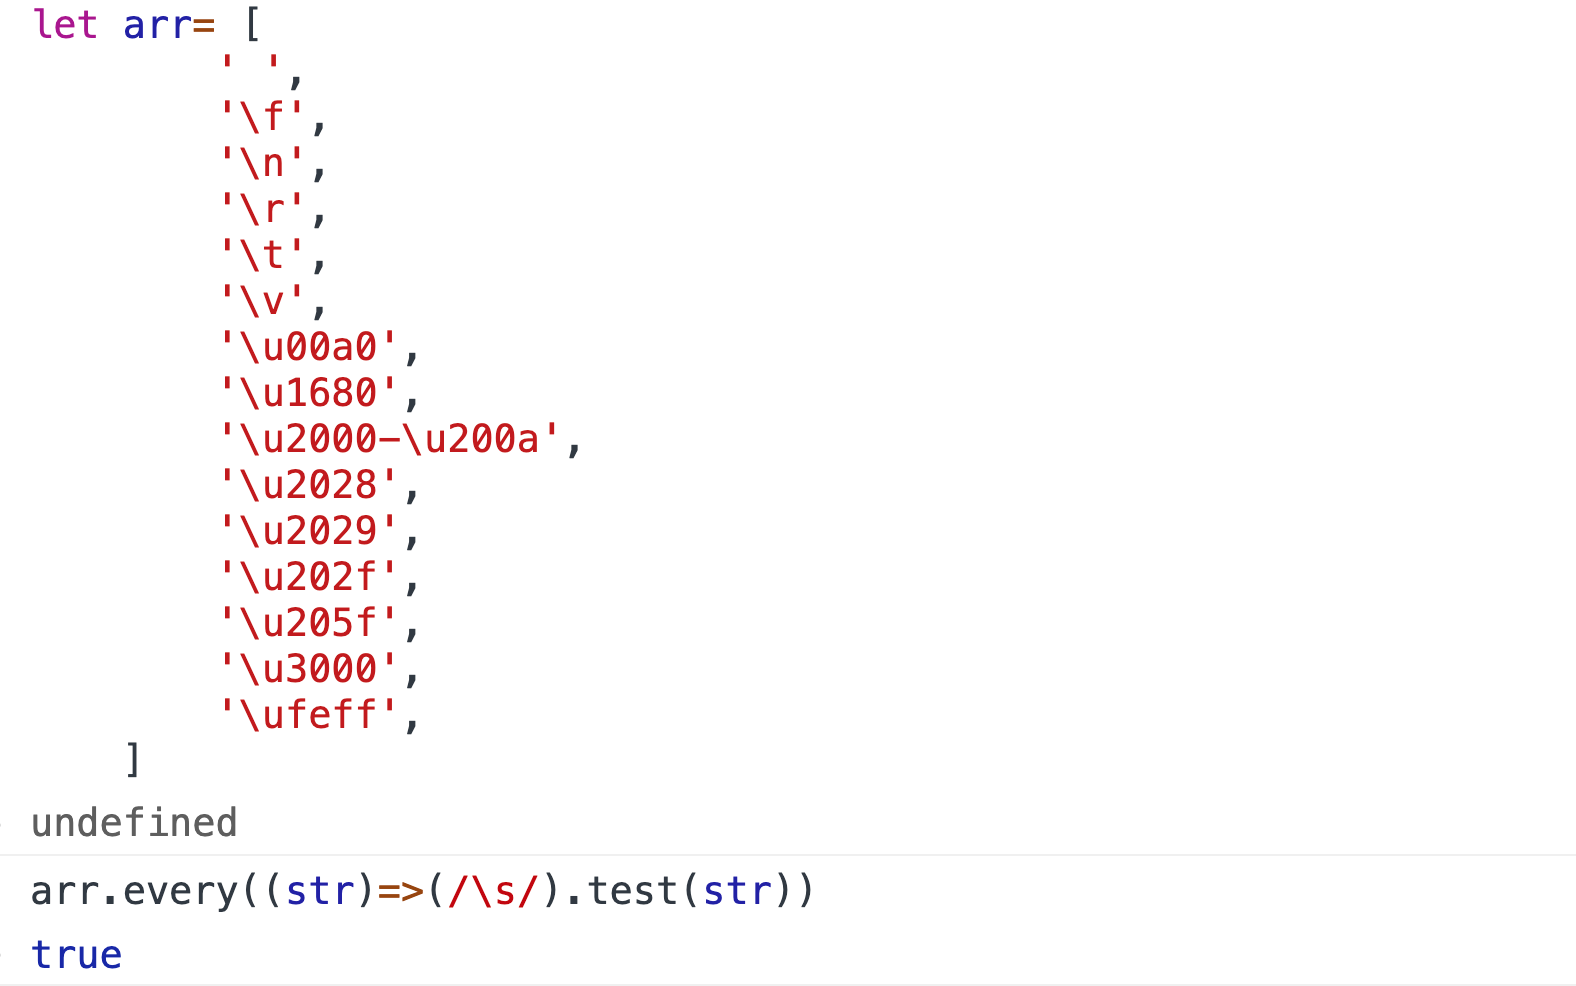 let arr= [
' ',
'\f',
'\n',
'\r',
'\t',
'\v',
'\u00a0',
'\u1680',
'\u2000-\u200a',
'\u2028',
'\u2029',
'\u202f',
'\u205f',
'\u3000',
'\ufeff',
]
undefined
arr.every((str)=>(/\s/).test(str))
true